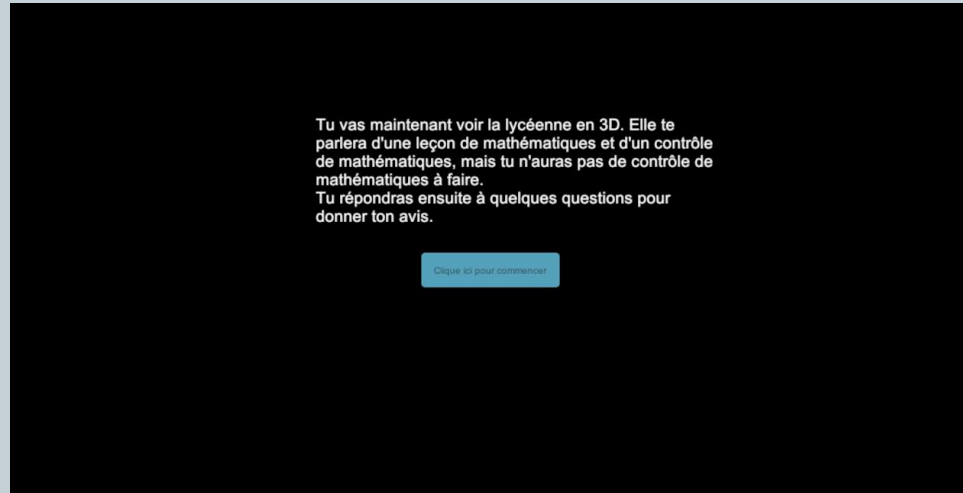 Tu vas maintenant voir la lycéenne en 3D. Elle te
parlera d'une leçon de mathématiques et d'un contrôle
de mathématiques, mais tu n'auras pas de contrôle de
mathématiques à faire.
Tu répondras ensuite à quelques questions pour
donner ton avis.
Clique ici pour commencer